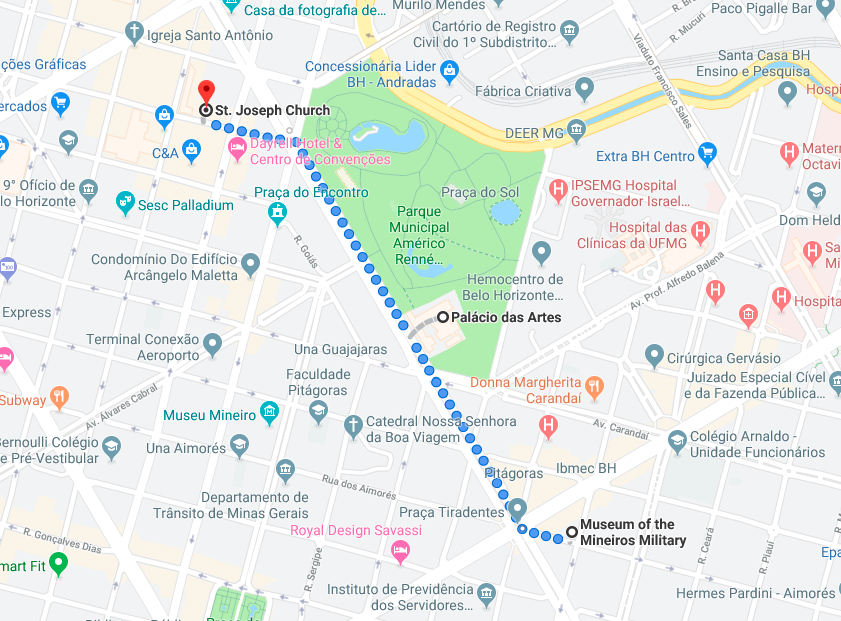 Murilo Mendes
Casa da fotografia de...
Paco Pigalle Bar
R. Mucuri
Igreja Santo Antônio
Cartório de Registro
Civil do 1º Subdistrito...
Viaduto Francisco Sales
ções Gráficas
Concessionária Lider
BH - Andradas
Santa Casa BH
Ensino e Pesquisa
Fábrica Criativa
Hospi
ercados
St. Joseph Church
DEER MG
C&A
Dayrell Hotel &
Centro de Convenções
Extra BH Centro
Matern
Octavi
9° Ofício de
lo Horizonte
Praça do Encontro
Praça do Sol
IPSEMG Hospital
Governador Israel...
Sesc Palladium
Parque
Municipal
Américo
Renné...
Dom Held
Hospital das
Clínicas da UFMG
R. Goiás
Condomínio Do Edifício
Arcângelo Maletta
Hemocentro de
Belo Horizonte...
Av. Prof. Alfredo Balena
Sa
Mi
Hospita
Express
Palácio das Artes
Terminal Conexão
Aeroporto
Una Guajajaras
Cirúrgica Gervásio
Faculdade
Pitágoras
Donna Margherita
Carandaí
Juizado Especial Cível
e da Fazenda Pública...
Subway
Av. Álvares Cabral
Museu Mineiro
Catedral Nossa Senhora
da Boa Viagem
Av. Carandaí
Bernoulli Colégio
e Pré-Vestibular
Una Aimorés
Colégio Arnaldo -
Unidade Funcionários
Pitágoras
Ibmec BH
Rua dos Aimorés
Departamento de
Trânsito de Minas Gerais
Praça Tiradentes
Museum of the
Mineiros Military
R. Gonçalves Dias
Royal Design Savassi
R. Sergipe
R. Ceará
R. Piauí
Epa
mart Fit
Instituto de Previdência
dos Servidores...
Hermes Pardini - Aimorés